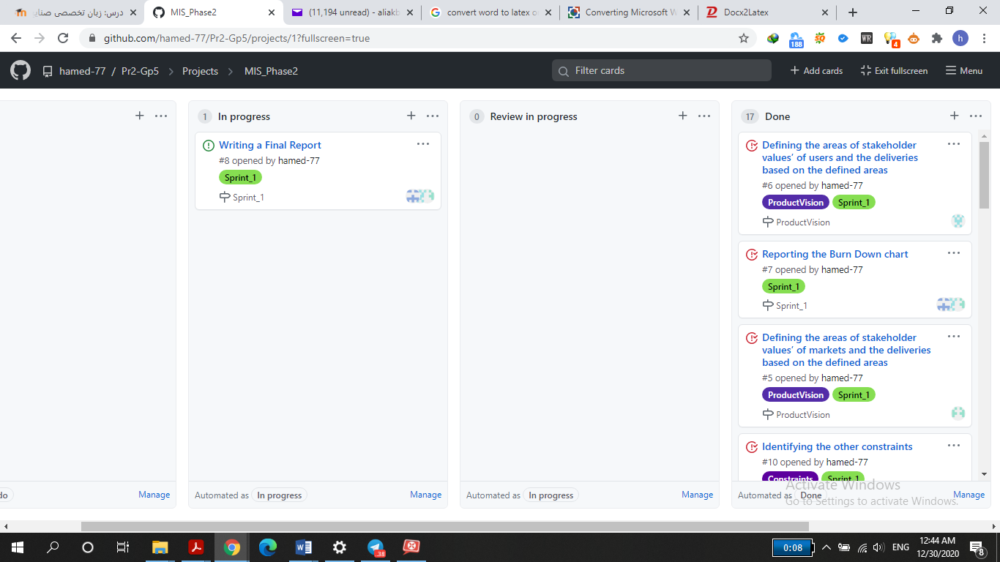 درس: زبان تخصصی صنایع
MIS_Phase2
(11,194 unread) - aliakb
convert word to latex o
Converting Microsoft W
Docx2Latex
github.com/hamed-77/Pr2-Gp5/projects/1?fullscreen=true
188
WR
4
h
hamed-77 / Pr2-Gp5
Projects
MIS_Phase2
Filter cards
Add cards
Exit fullscreen
Menu
1 In progress
Writing a Final Report
#8 opened by hamed-77
Sprint_1
Sprint_1
Automated as In progress
Manage
0 Review in progress
Automated as In progress
Manage
17 Done
Defining the areas of stakeholder
values’ of users and the deliveries
based on the defined areas
#6 opened by hamed-77
ProductVision Sprint_1
ProductVision
Reporting the Burn Down chart
#7 opened by hamed-77
Sprint_1
Sprint_1
Defining the areas of stakeholder
values’ of markets and the deliveries
based on the defined areas
#5 opened by hamed-77
ProductVision Sprint_1
ProductVision
Identifying the other constraints
#10 opened by hamed-77
Constraints Sprint_1
Automated as Done
Manage
do
Manage
Activate Windows
Go to Settings to activate Windows.
38
0:08
ENG
12:44 AM
12/30/2020
8